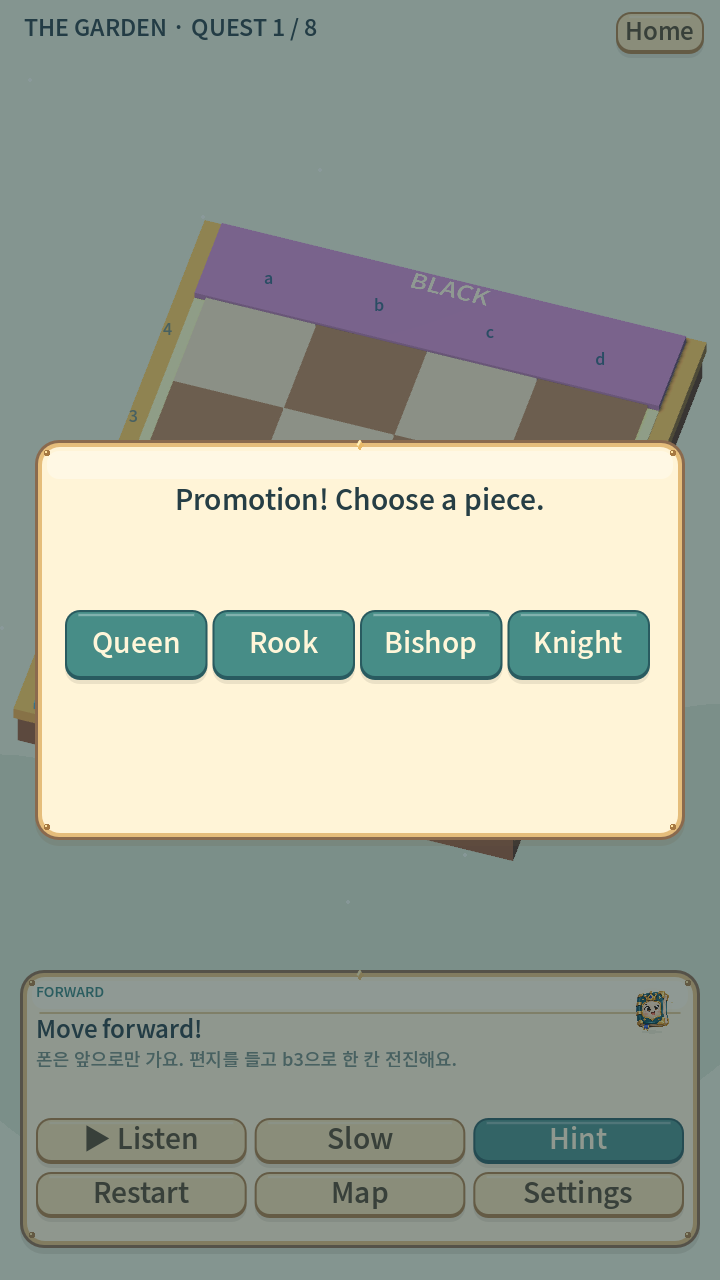 THE GARDEN · QUEST 1 / 8
Home
BLACK
a
b
c
d
4
3
Promotion! Choose a piece.
Queen
Rook
Bishop
Knight
FORWARD
Move forward!
폰은 앞으로만 가요. 편지를 들고 b3으로 한 칸 전진해요.
▶ Listen
Slow
Hint
Restart
Map
Settings